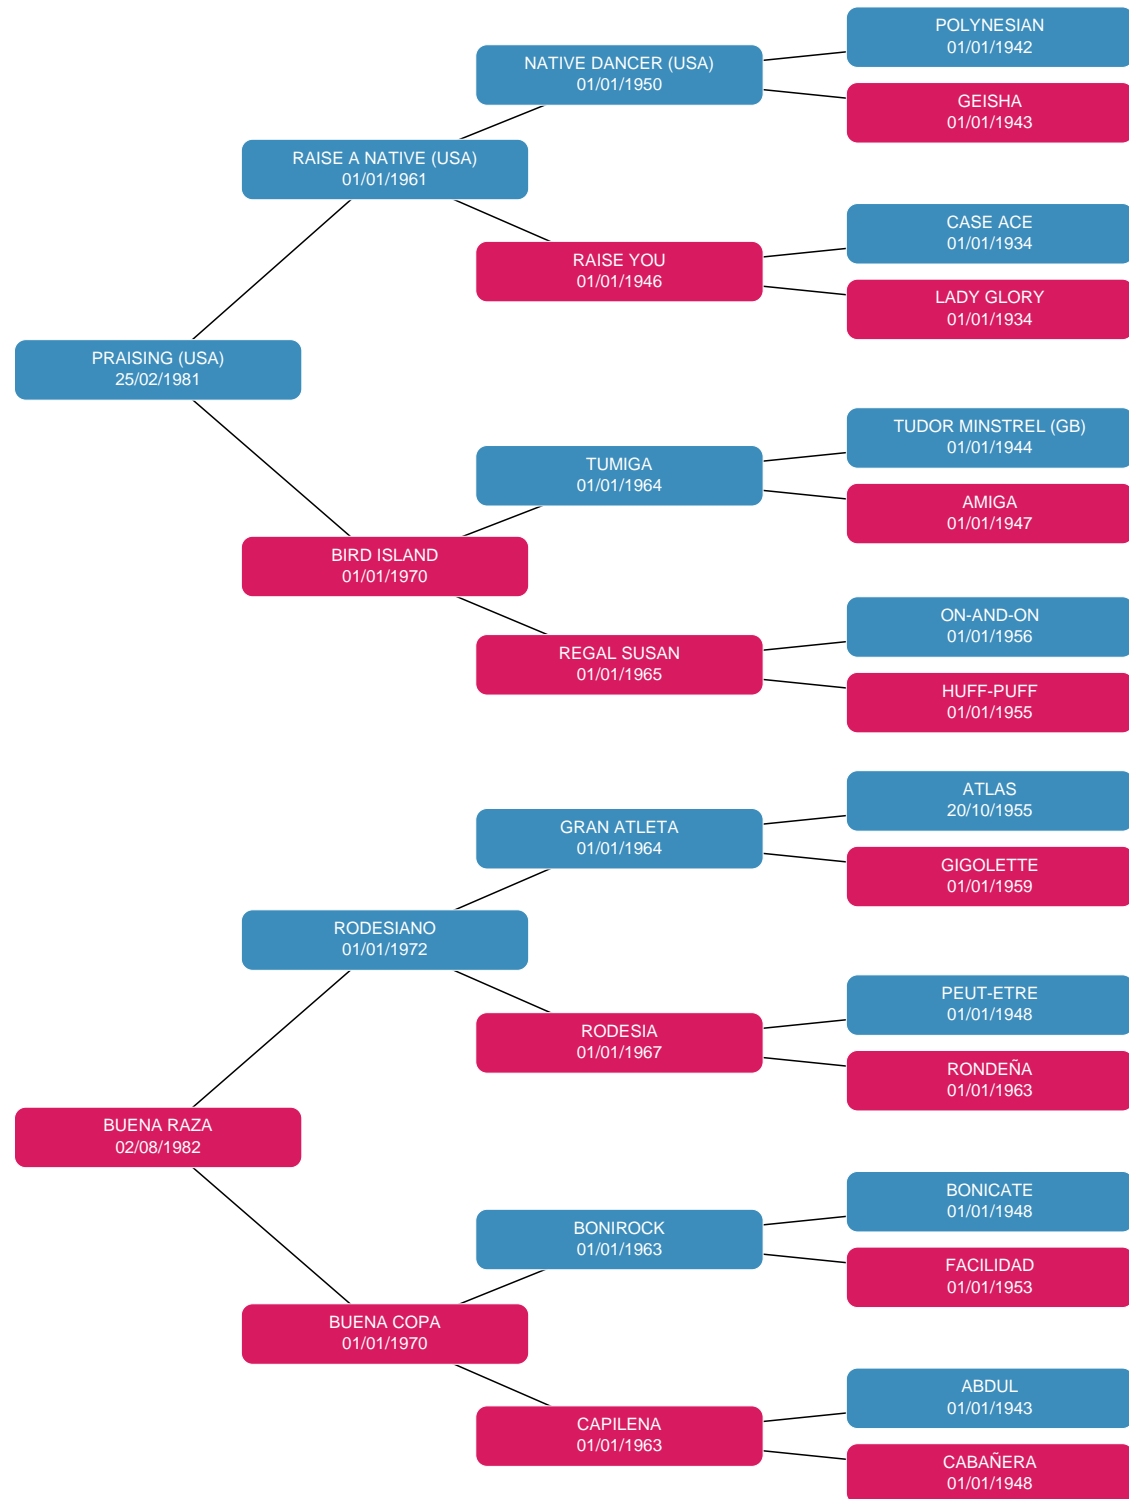 POLYNESIAN
01/01/1942
NATIVE DANCER (USA)
01/01/1950
GEISHA
01/01/1943
RAISE A NATIVE (USA)
01/01/1961
CASE ACE
01/01/1934
RAISE YOU
01/01/1946
LADY GLORY
01/01/1934
PRAISING (USA)
25/02/1981
TUDOR MINSTREL (GB)
01/01/1944
TUMIGA
01/01/1964
AMIGA
01/01/1947
BIRD ISLAND
01/01/1970
ON-AND-ON
01/01/1956
REGAL SUSAN
01/01/1965
HUFF-PUFF
01/01/1955
ATLAS
20/10/1955
GRAN ATLETA
01/01/1964
GIGOLETTE
01/01/1959
RODESIANO
01/01/1972
PEUT-ETRE
01/01/1948
RODESIA
01/01/1967
RONDEÑA
01/01/1963
BUENA RAZA
02/08/1982
BONICATE
01/01/1948
BONIROCK
01/01/1963
FACILIDAD
01/01/1953
BUENA COPA
01/01/1970
ABDUL
01/01/1943
CAPILENA
01/01/1963
CABAÑERA
01/01/1948